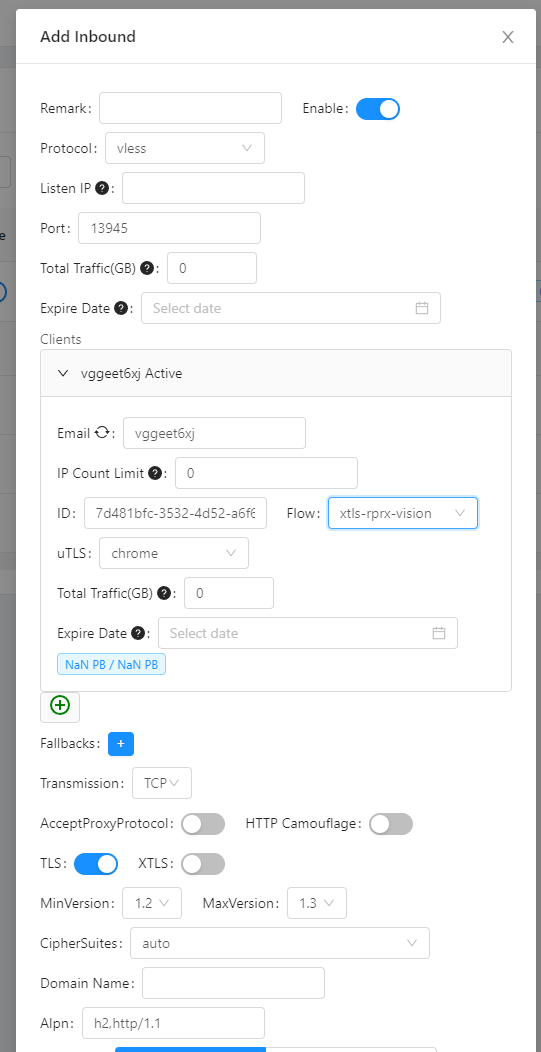 Add Inbound
Remark: Enable:
Protocol: vless
Listen IP ? :
Port: 13945
Total Traffic(GB) ? : 0
Expire Date ? : Select date
Clients
vggeet6xj Active
Email : vggeet6xj
IP Count Limit ? : 0
ID: 7d481bfc-3532-4d52-a6f6 Flow: xtls-rprx-vision
uTLS: chrome
Total Traffic(GB) ? : 0
Expire Date ? : Select date
NaN PB / NaN PB
Fallbacks: +
Transmission: TCP
AcceptProxyProtocol: HTTP Camouflage:
TLS: XTLS:
MinVersion: 1.2 MaxVersion: 1.3
CipherSuites: auto
Domain Name:
Alpn: h2,http/1.1